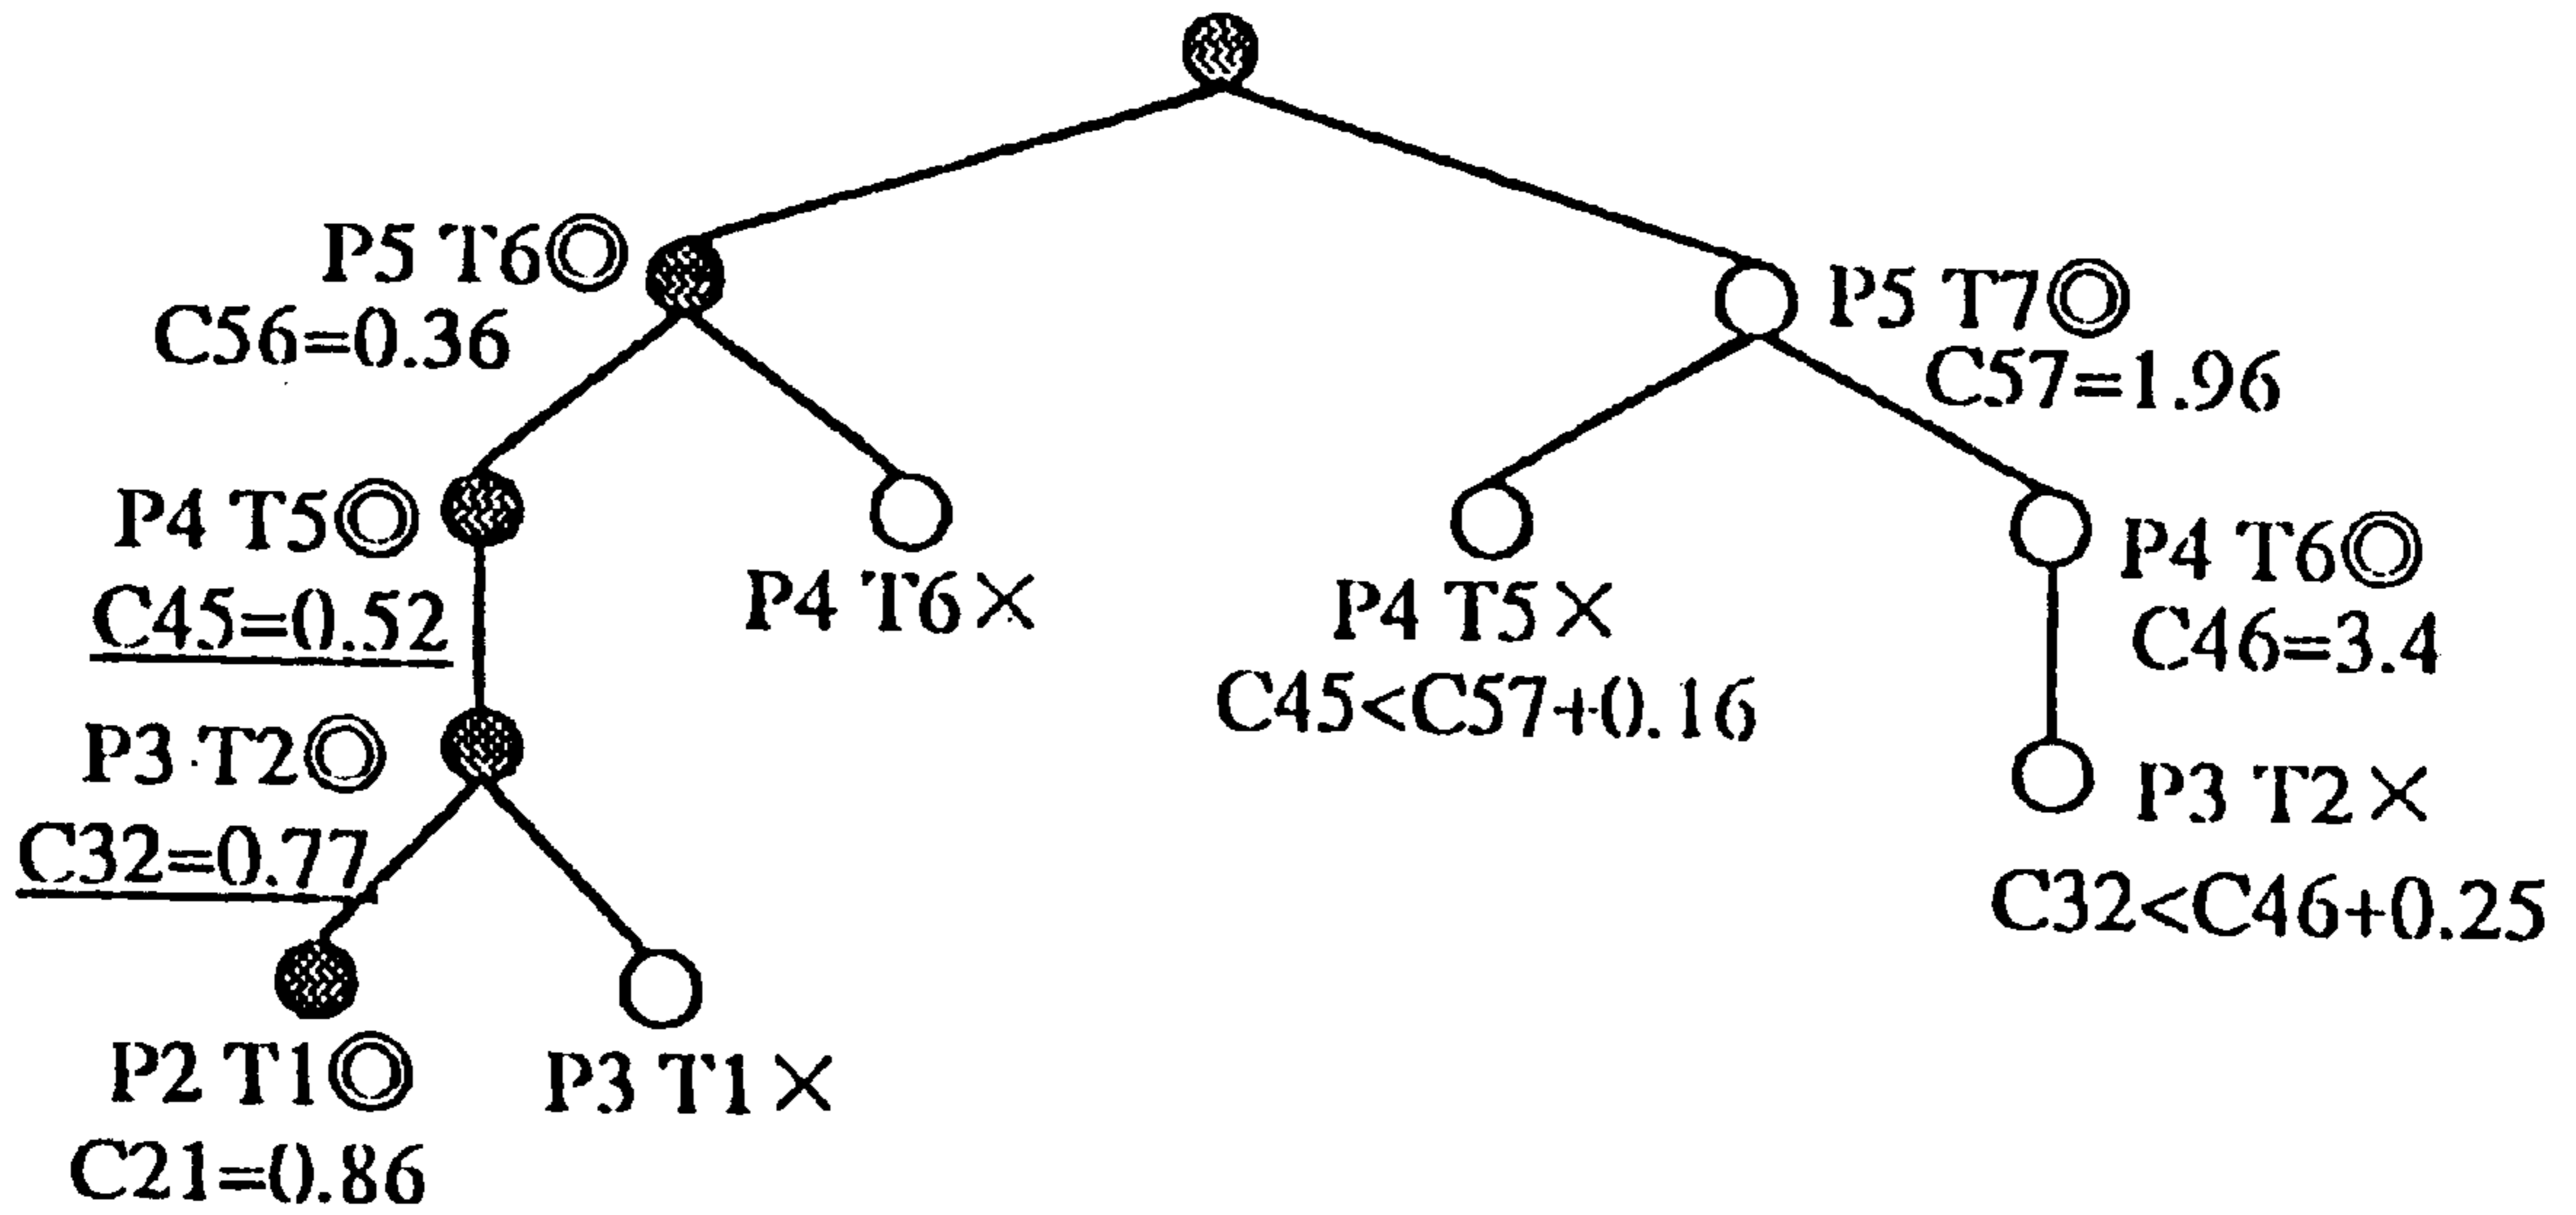 P5 T6◎
C56=0.36
P5 T7◎
C57=1.96
P4 T5◎
C45=0.52
P4 T6×
P4 T5×
C45<C57+0.16
P4 T6◎
C46=3.4
P3 T2◎
C32=0.77
P3 T2×
C32<C46+0.25
P2 T1◎
C21=0.86
P3 T1×